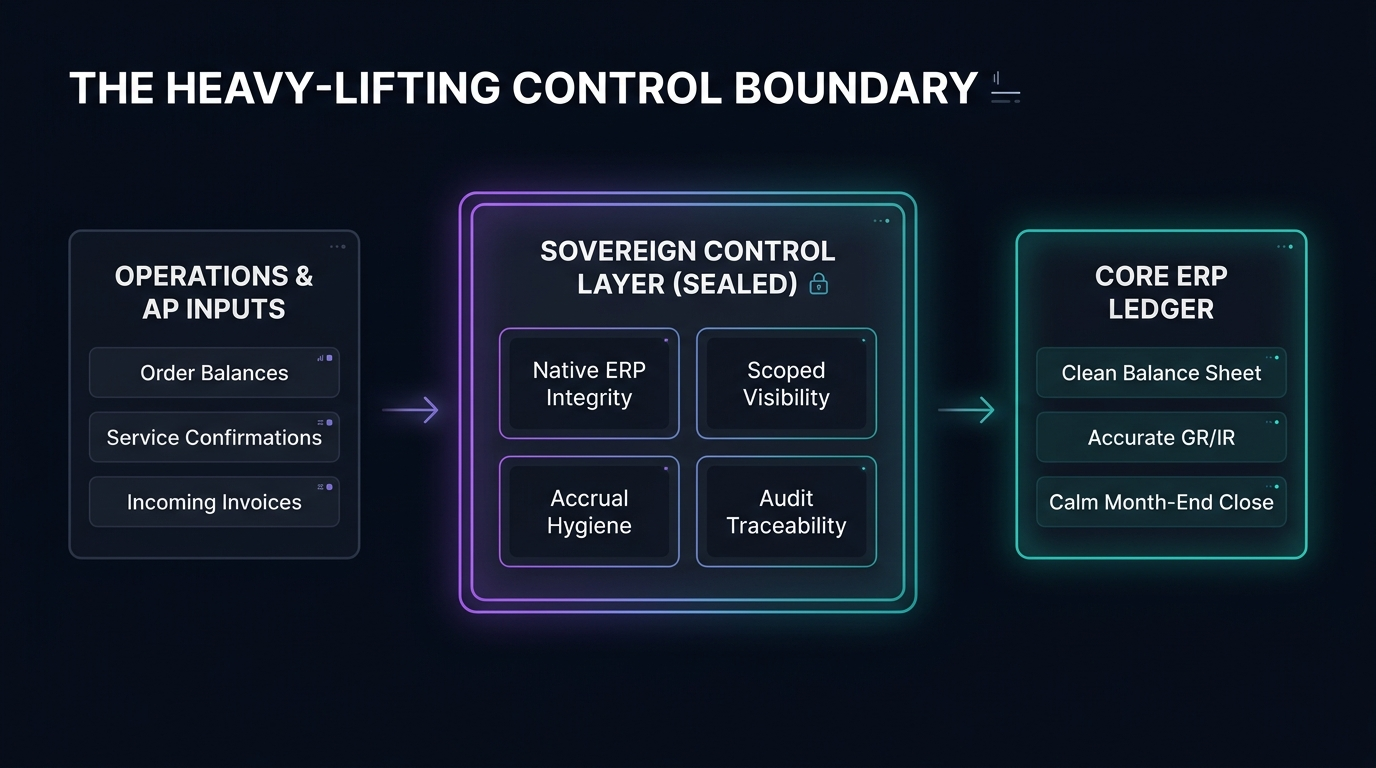 THE HEAVY-LIFTING CONTROL BOUNDARY
OPERATIONS &
AP INPUTS
Order Balances
Service Confirmations
Incoming Invoices
SOVEREIGN CONTROL
LAYER (SEALED)
Native ERP
Integrity
Scoped
Visibility
Accrual
Hygiene
Audit
Traceability
CORE ERP
LEDGER
Clean Balance Sheet
Accurate GR/IR
Calm Month-End Close